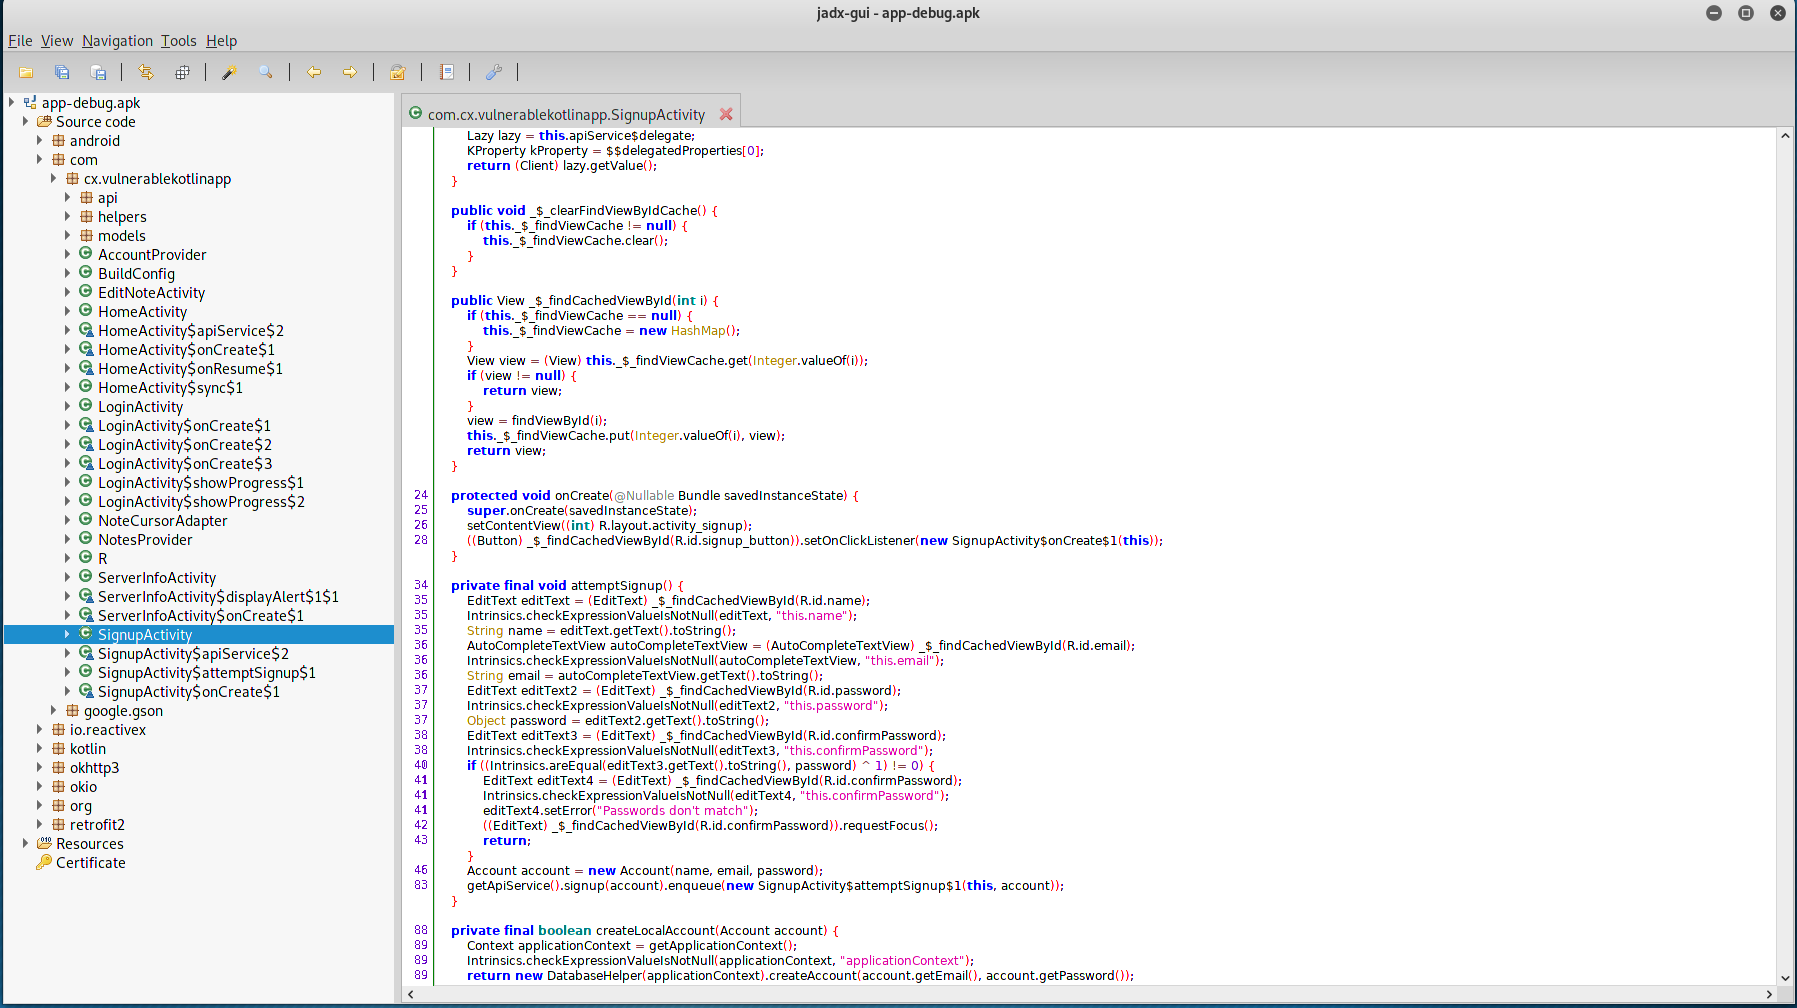 jadx-gui - app-debug.apk
File View Navigation Tools Help
app-debug.apk
Source code
android
com
cx.vulnerablekotlinapp
api
helpers
models
AccountProvider
BuildConfig
EditNoteActivity
HomeActivity
HomeActivity$apiService$2
HomeActivity$onCreate$1
HomeActivity$onResume$1
HomeActivity$sync$1
LoginActivity
LoginActivity$onCreate$1
LoginActivity$onCreate$2
LoginActivity$onCreate$3
LoginActivity$showProgress$1
LoginActivity$showProgress$2
NoteCursorAdapter
NotesProvider
R
ServerInfoActivity
ServerInfoActivity$displayAlert$1$1
ServerInfoActivity$onCreate$1
SignupActivity
SignupActivity$apiService$2
SignupActivity$attemptSignup$1
SignupActivity$onCreate$1
google.gson
io.reactivex
kotlin
okhttp3
okio
org
retrofit2
Resources
Certificate
com.cx.vulnerablekotlinapp.SignupActivity
Lazy lazy = this.apiService$delegate;
KProperty kProperty = $$delegatedProperties[0];
return (Client) lazy.getValue();
}
public void _$_clearFindViewByIdCache() {
if (this._$_findViewCache != null) {
this._$_findViewCache.clear();
}
}
public View _$_findCachedViewById(int i) {
if (this._$_findViewCache == null) {
this._$_findViewCache = new HashMap();
}
View view = (View) this._$_findViewCache.get(Integer.valueOf(i));
if (view != null) {
return view;
}
view = findViewById(i);
this._$_findViewCache.put(Integer.valueOf(i), view);
return view;
}
24 protected void onCreate(@Nullable Bundle savedInstanceState) {
25 super.onCreate(savedInstanceState);
26 setContentView((int) R.layout.activity_signup);
28 ((Button) _$_findCachedViewById(R.id.signup_button)).setOnClickListener(new SignupActivity$onCreate$1(this));
}
34 private final void attemptSignup() {
35 EditText editText = (EditText) _$_findCachedViewById(R.id.name);
35 Intrinsics.checkExpressionValueIsNotNull(editText, "this.name");
35 String name = editText.getText().toString();
36 AutoCompleteTextView autoCompleteTextView = (AutoCompleteTextView) _$_findCachedViewById(R.id.email);
36 Intrinsics.checkExpressionValueIsNotNull(autoCompleteTextView, "this.email");
36 String email = autoCompleteTextView.getText().toString();
37 EditText editText2 = (EditText) _$_findCachedViewById(R.id.password);
37 Intrinsics.checkExpressionValueIsNotNull(editText2, "this.password");
37 Object password = editText2.getText().toString();
38 EditText editText3 = (EditText) _$_findCachedViewById(R.id.confirmPassword);
38 Intrinsics.checkExpressionValueIsNotNull(editText3, "this.confirmPassword");
40 if ((Intrinsics.areEqual(editText3.getText().toString(), password) ^ 1) != 0) {
41 EditText editText4 = (EditText) _$_findCachedViewById(R.id.confirmPassword);
41 Intrinsics.checkExpressionValueIsNotNull(editText4, "this.confirmPassword");
41 editText4.setError("Passwords don't match");
42 ((EditText) _$_findCachedViewById(R.id.confirmPassword)).requestFocus();
43 return;
}
46 Account account = new Account(name, email, password);
83 getApiService().signup(account).enqueue(new SignupActivity$attemptSignup$1(this, account));
}
88 private final boolean createLocalAccount(Account account) {
89 Context applicationContext = getApplicationContext();
89 Intrinsics.checkExpressionValueIsNotNull(applicationContext, "applicationContext");
89 return new DatabaseHelper(applicationContext).createAccount(account.getEmail(), account.getPassword());